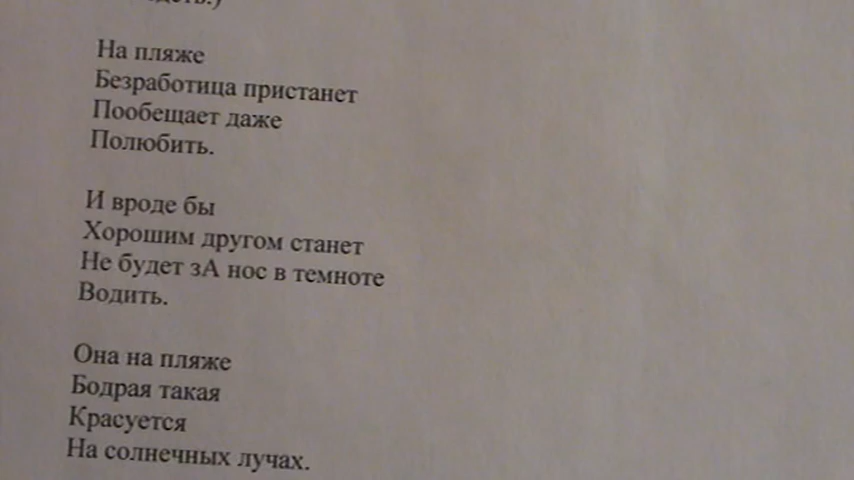 На пляже
Безработица пристанет
Пообещает даже
Полюбить.
И вроде бы
Хорошим другом станет
Не будет зА нос в темноте
Водить.
Она на пляже
Бодрая такая
Красуется
На солнечных лучах.